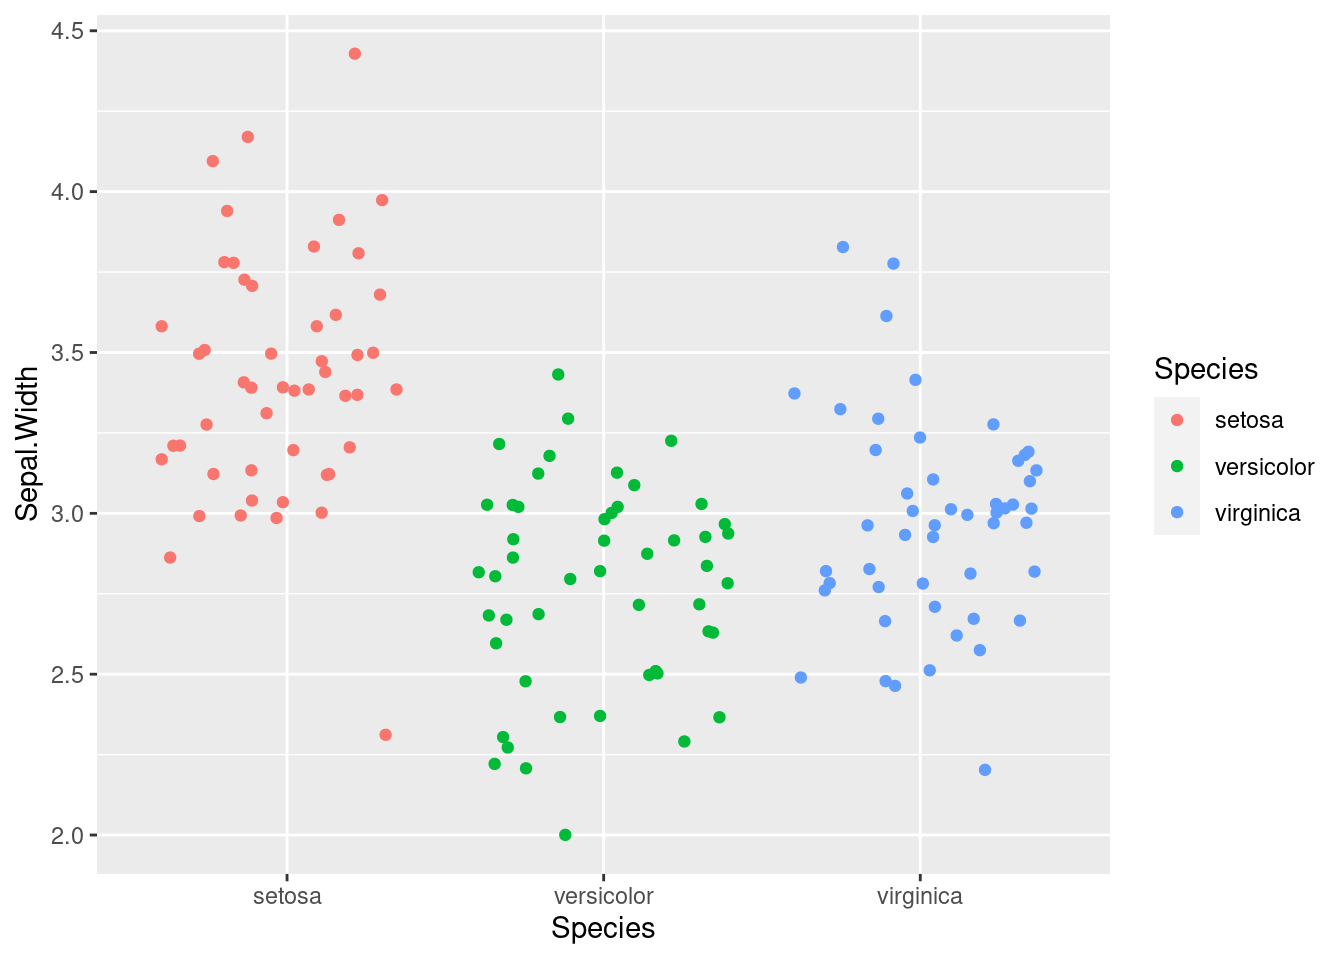 Sepal.Width
4.5
4.0
3.5
3.0
2.5
2.0
setosa versicolor virginica
Species
Species
setosa
versicolor
virginica